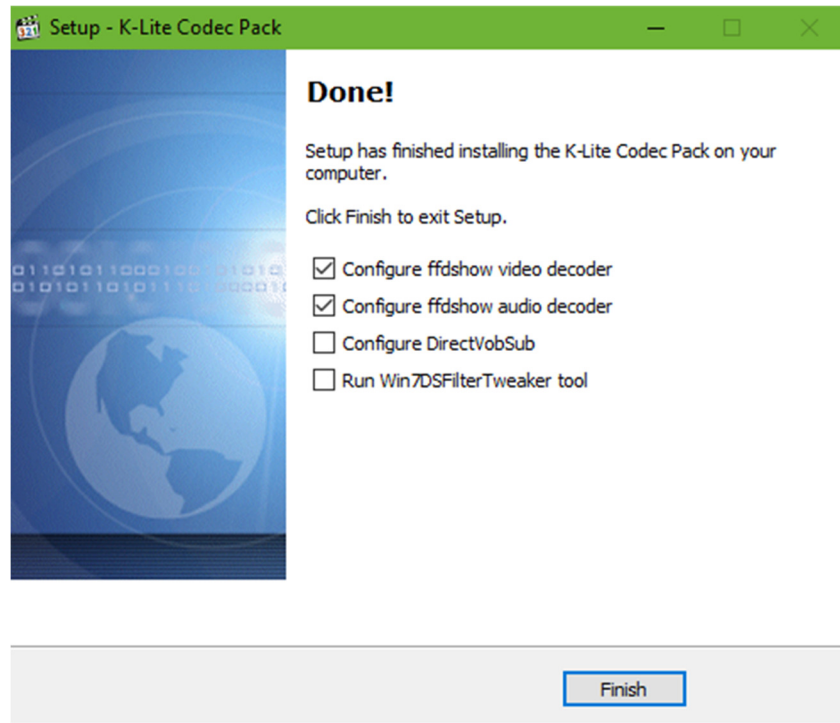 Setup - K-Lite Codec Pack
Done!
Setup has finished installing the K-Lite Codec Pack on your
computer.
Click Finish to exit Setup.
Configure ffdshow video decoder
Configure ffdshow audio decoder
Configure DirectVobSub
Run Win7DSFilterTweaker tool
Finish